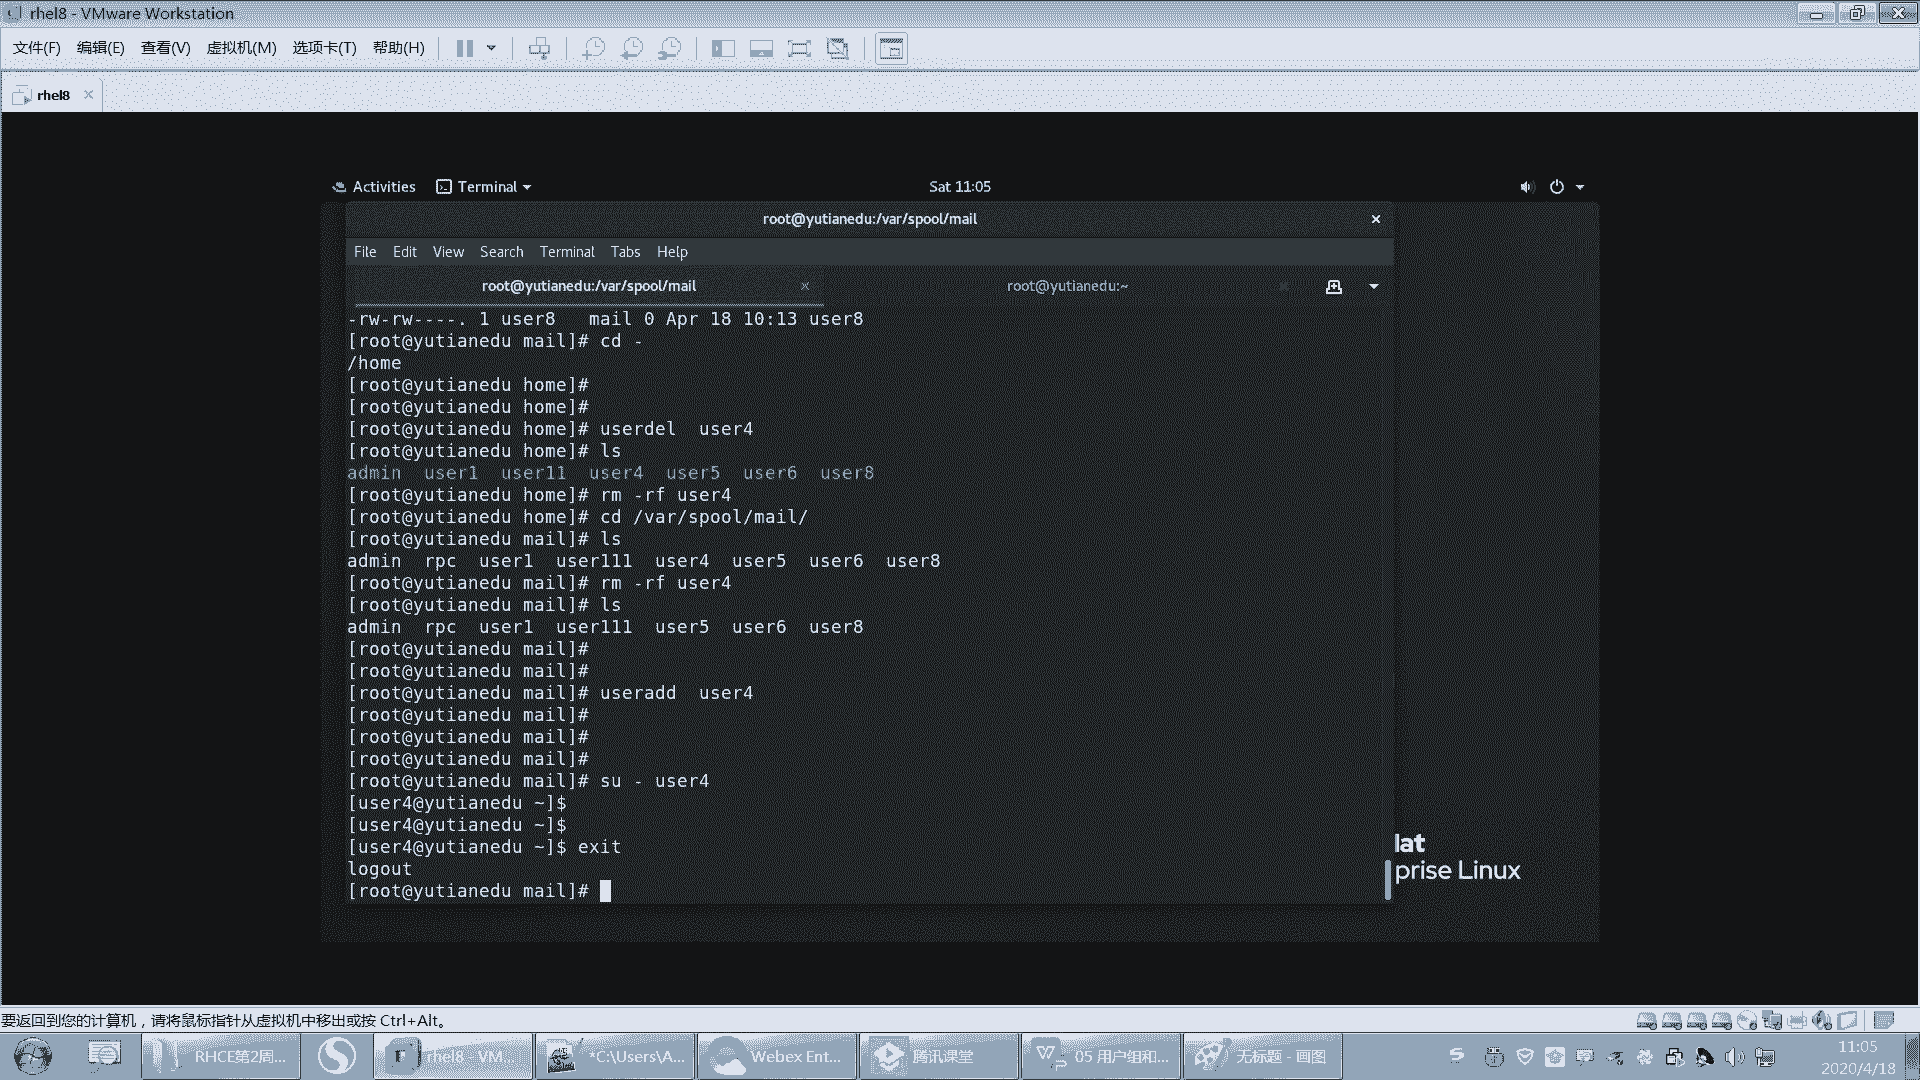 rhel8 - VMware Workstation
文件(F) 编辑(E) 查看(V) 虚拟机(M) 选项卡(T) 帮助(H)
rhel8
Activities Terminal Sat 11:05
root@yutianedu:/var/spool/mail
File Edit View Search Terminal Tabs Help
root@yutianedu:/var/spool/mail root@yutianedu:~
-rw-rw----. 1 user8   mail 0 Apr 18 10:13 user8
[root@yutianedu mail]# cd -
/home
[root@yutianedu home]#
[root@yutianedu home]#
[root@yutianedu home]# userdel  user4
[root@yutianedu home]# ls
admin  user1  user11  user4  user5  user6  user8
[root@yutianedu home]# rm -rf user4
[root@yutianedu home]# cd /var/spool/mail/
[root@yutianedu mail]# ls
admin  rpc  user1  user111  user4  user5  user6  user8
[root@yutianedu mail]# rm -rf user4
[root@yutianedu mail]# ls
admin  rpc  user1  user111  user5  user6  user8
[root@yutianedu mail]#
[root@yutianedu mail]#
[root@yutianedu mail]# useradd  user4
[root@yutianedu mail]#
[root@yutianedu mail]#
[root@yutianedu mail]#
[root@yutianedu mail]# su - user4
[user4@yutianedu ~]$
[user4@yutianedu ~]$
[user4@yutianedu ~]$ exit
logout
[root@yutianedu mail]#
lat
prise Linux
要返回到您的计算机，请将鼠标指针从虚拟机中移出或按 Ctrl+Alt。
RHCE第2周... rhel8 - VM... *C:\Users\A... Webex Ent... 腾讯课堂 05 用户组和... 无标题 - 画图
11:05
2020/4/18